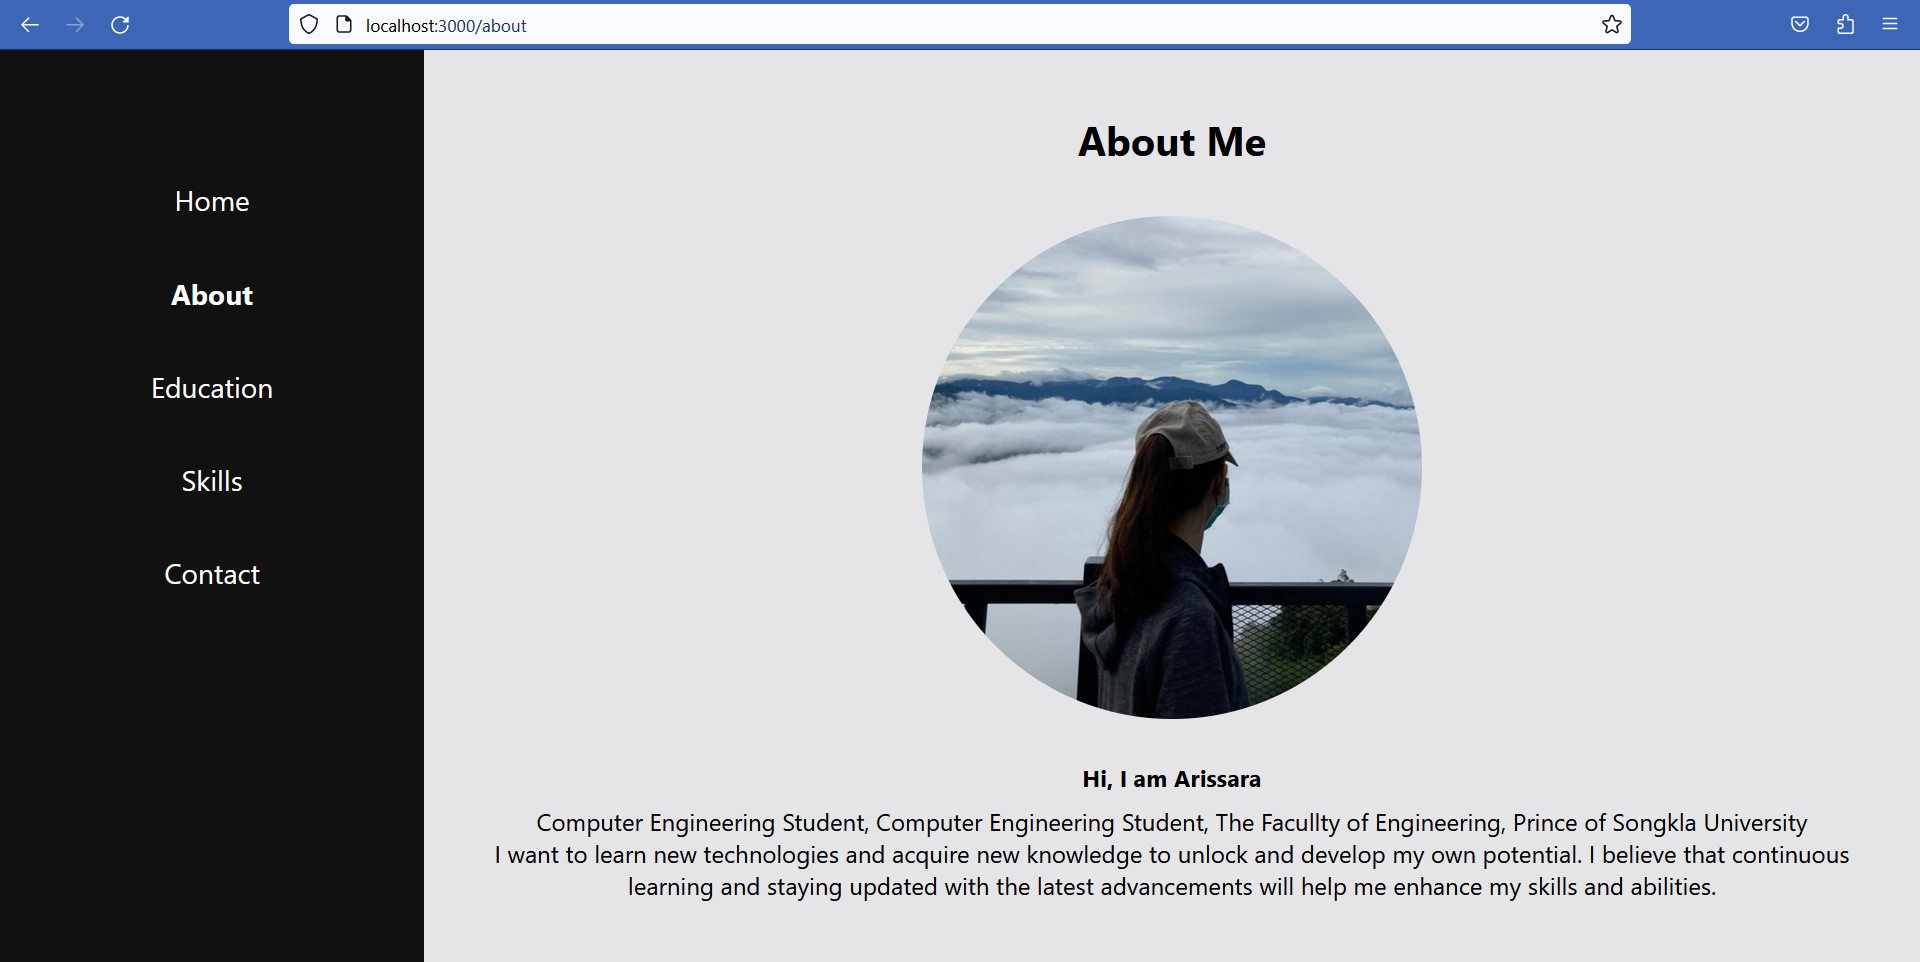 localhost:3000/about
Home
About
Education
Skills
Contact
About Me
Hi, I am Arissara
Computer Engineering Student, Computer Engineering Student, The Facullty of Engineering, Prince of Songkla University
I want to learn new technologies and acquire new knowledge to unlock and develop my own potential. I believe that continuous
learning and staying updated with the latest advancements will help me enhance my skills and abilities.